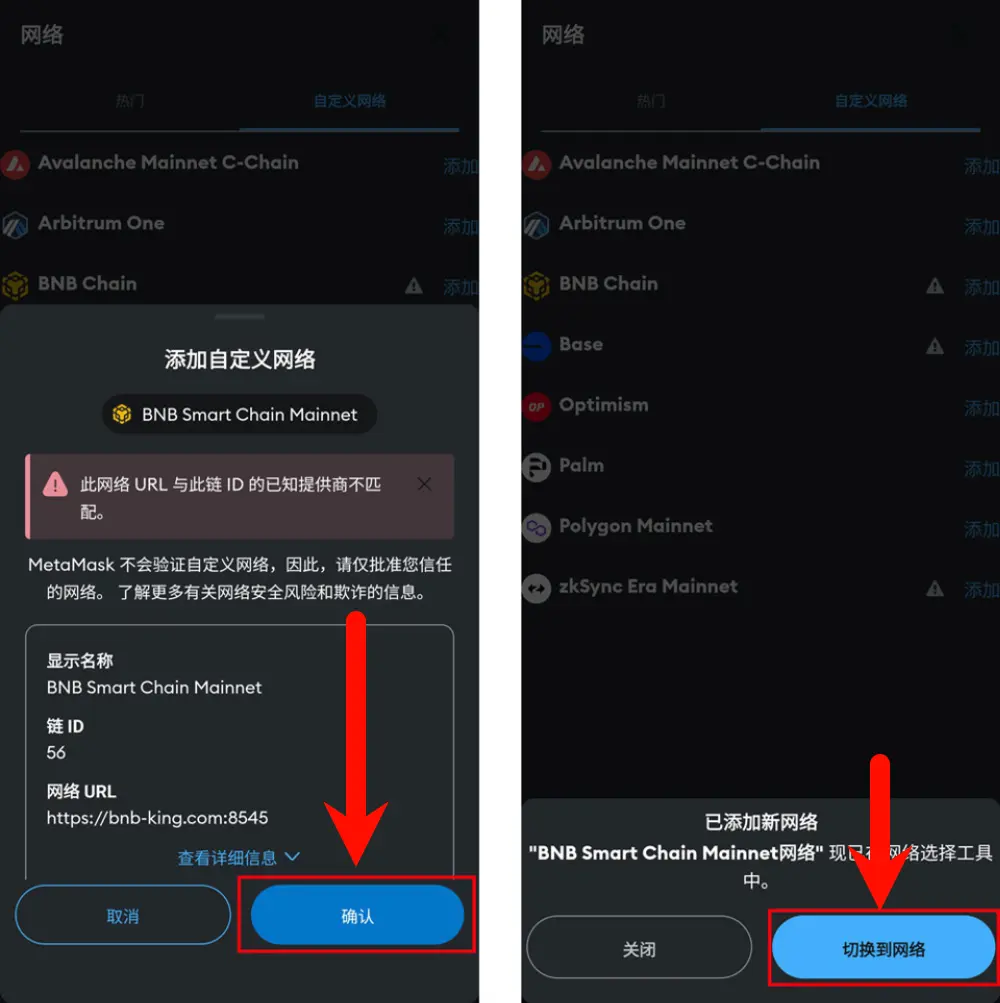 网络
热门 自定义网络
Avalanche Mainnet C-Chain 添加
Arbitrum One 添加
BNB Chain 添加
添加自定义网络
BNB Smart Chain Mainnet
此网络 URL 与此链 ID 的已知提供商不匹
配。
MetaMask 不会验证自定义网络，因此，请仅批准您信任
的网络。 了解更多有关网络安全风险和欺诈的信息。
显示名称
BNB Smart Chain Mainnet
链 ID
56
网络 URL
https://bnb-king.com:8545
查看详细信息
取消 确认
网络
热门 自定义网络
Avalanche Mainnet C-Chain 添加
Arbitrum One 添加
BNB Chain 添加
Base 添加
OP Optimism 添加
Palm 添加
Polygon Mainnet 添加
zkSync Era Mainnet 添加
已添加新网络
"BNB Smart Chain Mainnet网络" 现已在网络选择工具
中。
关闭 切换到网络